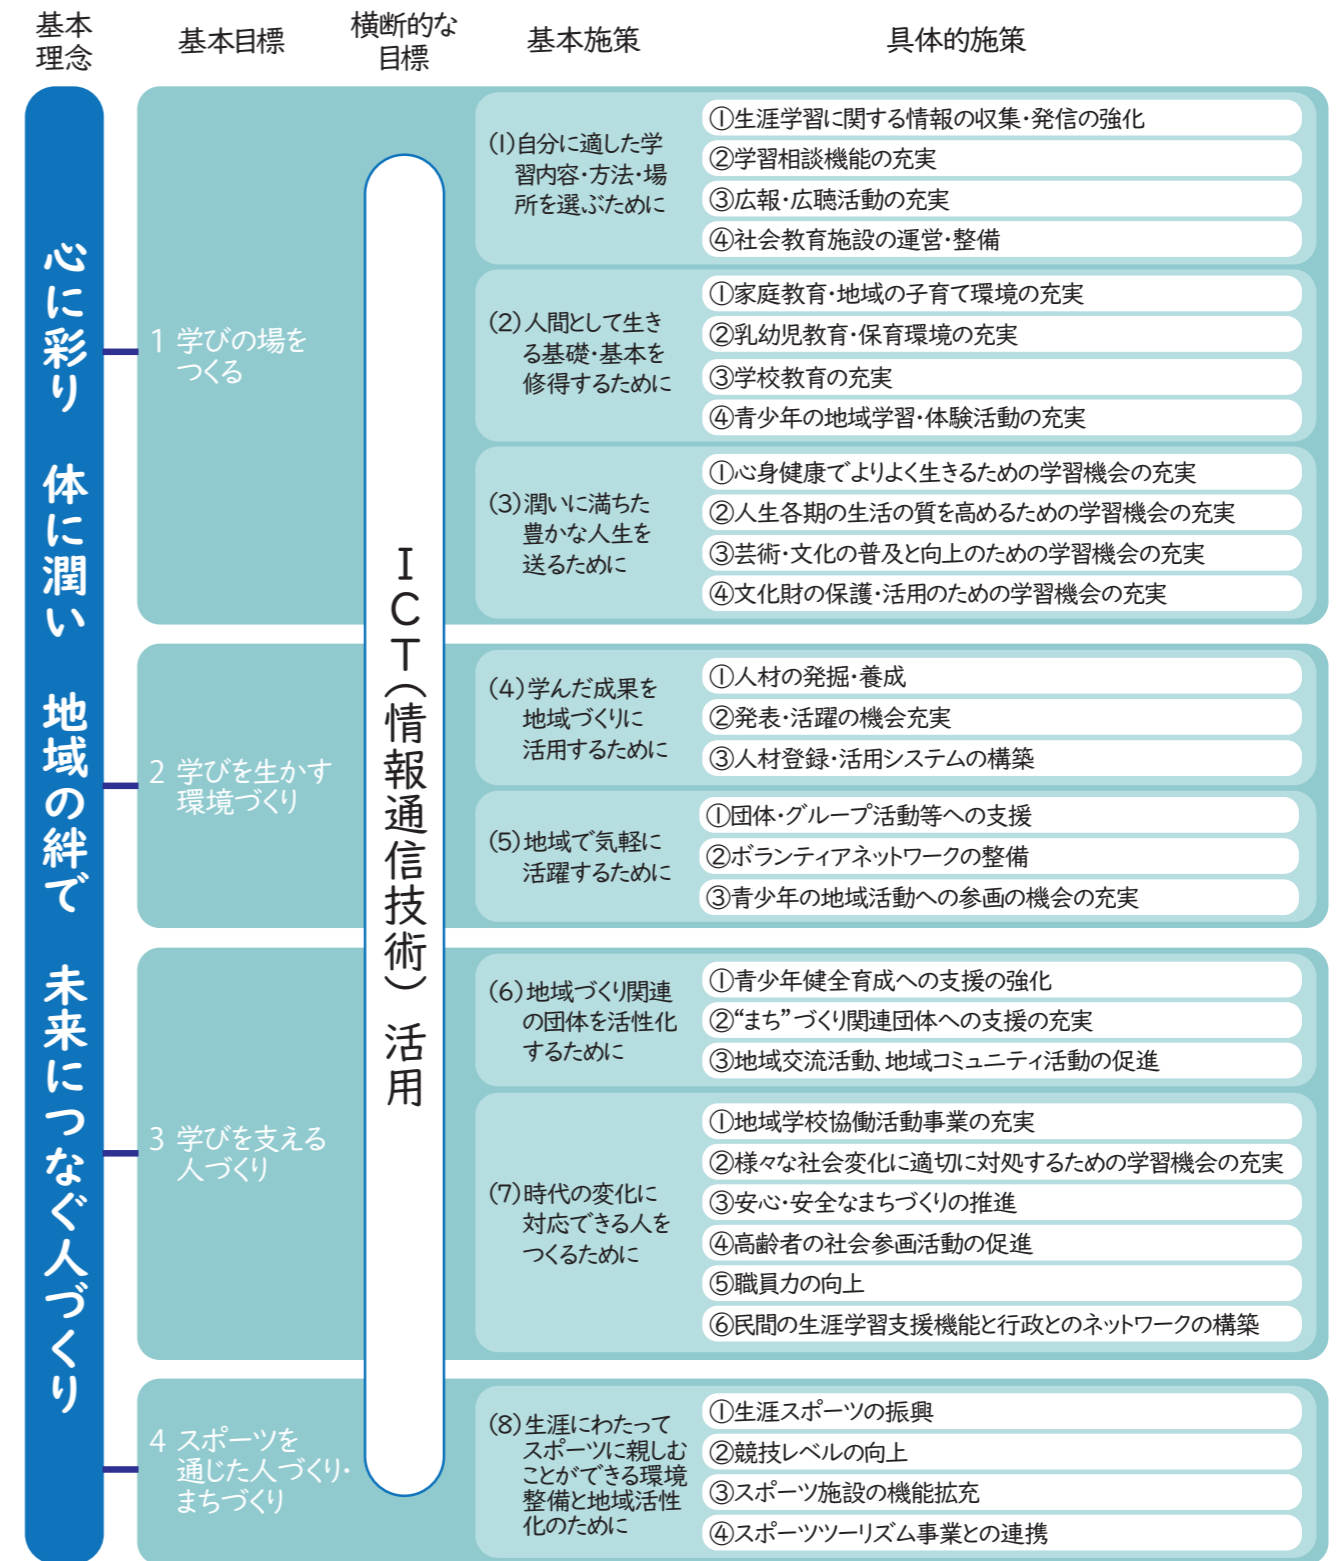 基本
理念
基本目標
横断的な
目標
基本施策
具体的施策
心に彩り 体に潤い 地域の絆で 未来につなぐ人づくり
ICT(情報通信技術)活用
1 学びの場を
つくる
(1)自分に適した学
習内容・方法・場
所を選ぶために
①生涯学習に関する情報の収集・発信の強化
②学習相談機能の充実
③広報・広聴活動の充実
④社会教育施設の運営・整備
(2)人間として生き
る基礎・基本を
修得するために
①家庭教育・地域の子育て環境の充実
②乳幼児教育・保育環境の充実
③学校教育の充実
④青少年の地域学習・体験活動の充実
(3)潤いに満ちた
豊かな人生を
送るために
①心身健康でよりよく生きるための学習機会の充実
②人生各期の生活の質を高めるための学習機会の充実
③芸術・文化の普及と向上のための学習機会の充実
④文化財の保護・活用のための学習機会の充実
2 学びを生かす
環境づくり
(4)学んだ成果を
地域づくりに
活用するために
①人材の発掘・養成
②発表・活躍の機会充実
③人材登録・活用システムの構築
(5)地域で気軽に
活躍するために
①団体・グループ活動等への支援
②ボランティアネットワークの整備
③青少年の地域活動への参画の機会の充実
3 学びを支える
人づくり
(6)地域づくり関連
の団体を活性化
するために
①青少年健全育成への支援の強化
②“まち”づくり関連団体への支援の充実
③地域交流活動、地域コミュニティ活動の促進
(7)時代の変化に
対応できる人を
つくるために
①地域学校協働活動事業の充実
②様々な社会変化に適切に対処するための学習機会の充実
③安心・安全なまちづくりの推進
④高齢者の社会参画活動の促進
⑤職員力の向上
⑥民間の生涯学習支援機能と行政とのネットワークの構築
4 スポーツを
通じた人づくり・
まちづくり
(8)生涯にわたって
スポーツに親しむ
ことができる環境
整備と地域活性
化のために
①生涯スポーツの振興
②競技レベルの向上
③スポーツ施設の機能拡充
④スポーツツーリズム事業との連携